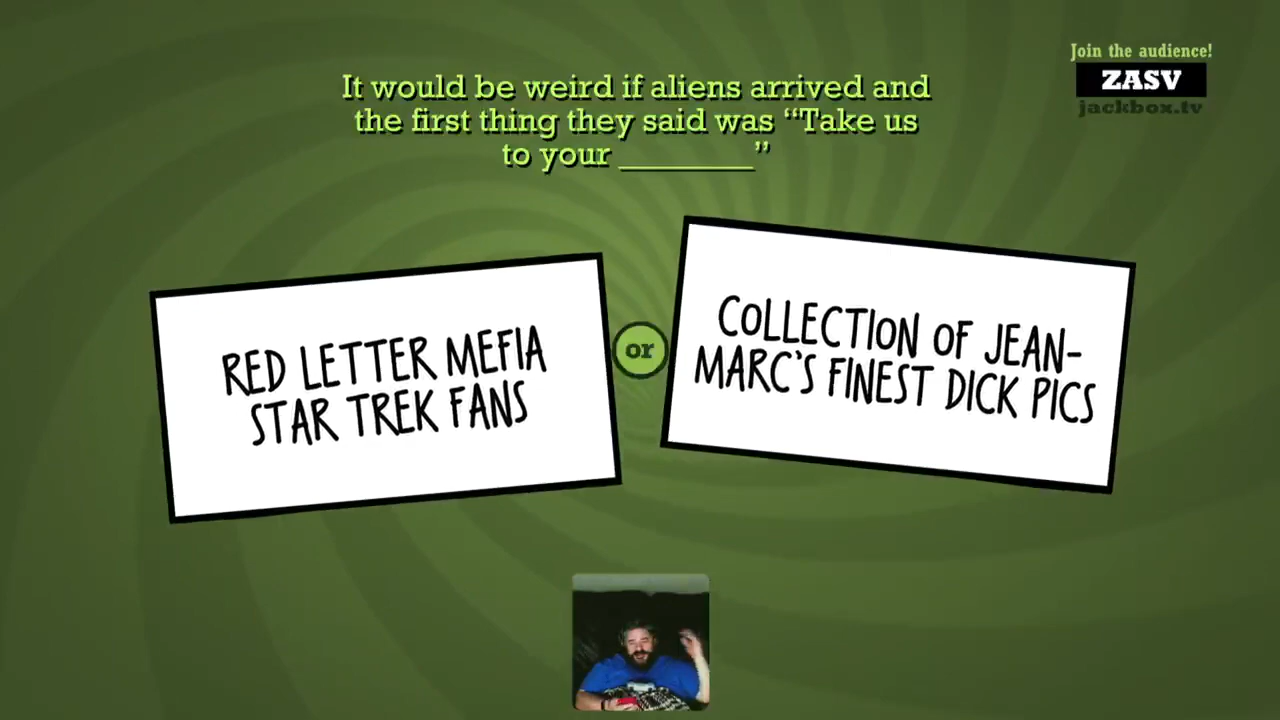 Join the audience!
ZASV
jackbox.tv
It would be weird if aliens arrived and
the first thing they said was “Take us
to your ________”
RED LETTER MEFIA
STAR TREK FANS
or
COLLECTION OF JEAN-
MARC'S FINEST DICK PICS